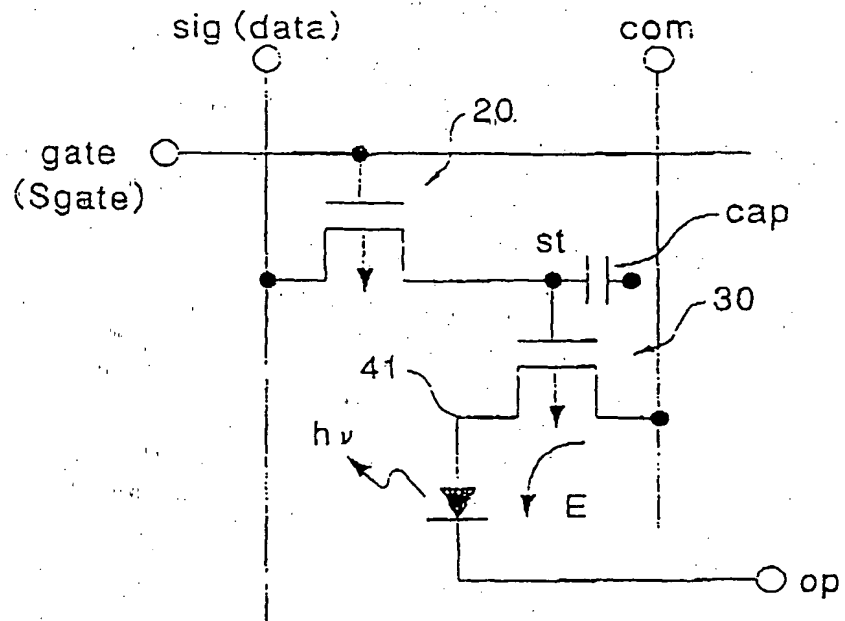 sig (data)
com
20
gate
(Sgate)
cap
st
30
41
hν
E
op